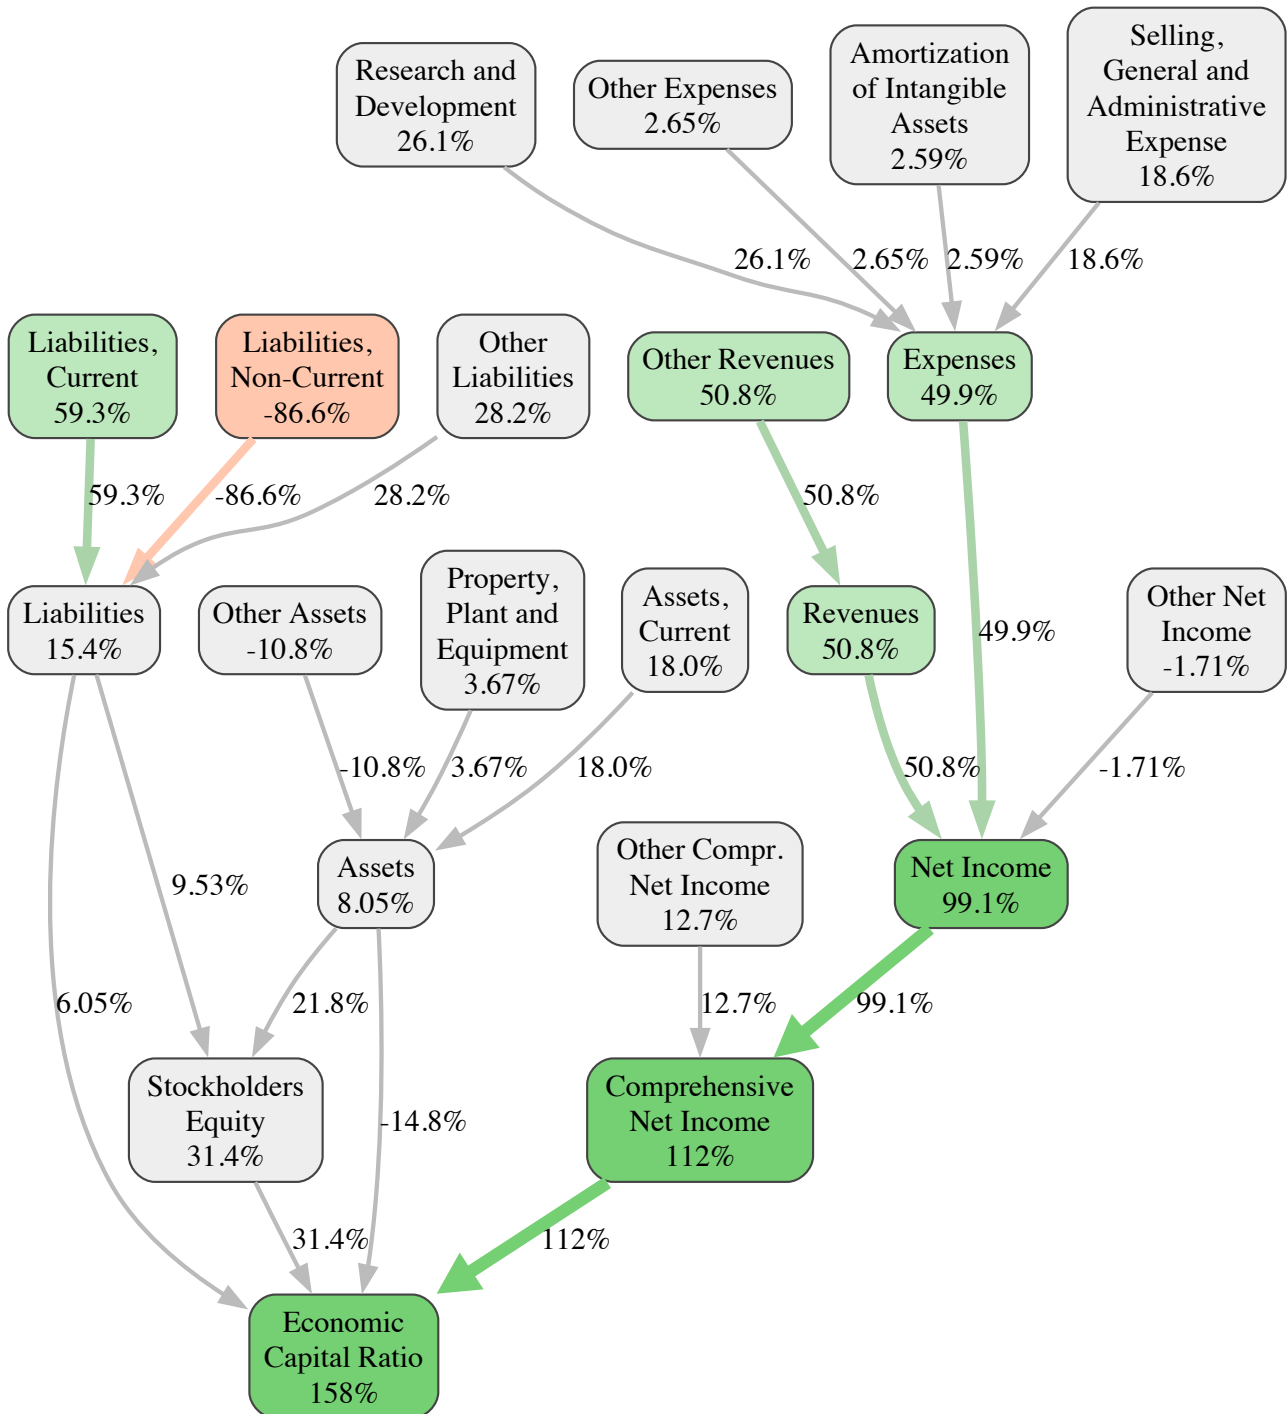 Research and
Development
26.1%
Other Expenses
2.65%
Amortization
of Intangible
Assets
2.59%
Selling,
General and
Administrative
Expense
18.6%
26.1%
2.65%
2.59%
18.6%
Liabilities,
Current
59.3%
Liabilities,
Non-Current
-86.6%
Other
Liabilities
28.2%
Other Revenues
50.8%
Expenses
49.9%
59.3%
-86.6%
28.2%
50.8%
Liabilities
15.4%
Other Assets
-10.8%
Property,
Plant and
Equipment
3.67%
Assets,
Current
18.0%
Revenues
50.8%
49.9%
Other Net
Income
-1.71%
-10.8%
3.67%
18.0%
50.8%
-1.71%
Assets
8.05%
9.53%
Other Compr.
Net Income
12.7%
Net Income
99.1%
6.05%
21.8%
12.7%
99.1%
Stockholders
Equity
31.4%
-14.8%
Comprehensive
Net Income
112%
31.4%
112%
Economic
Capital Ratio
158%